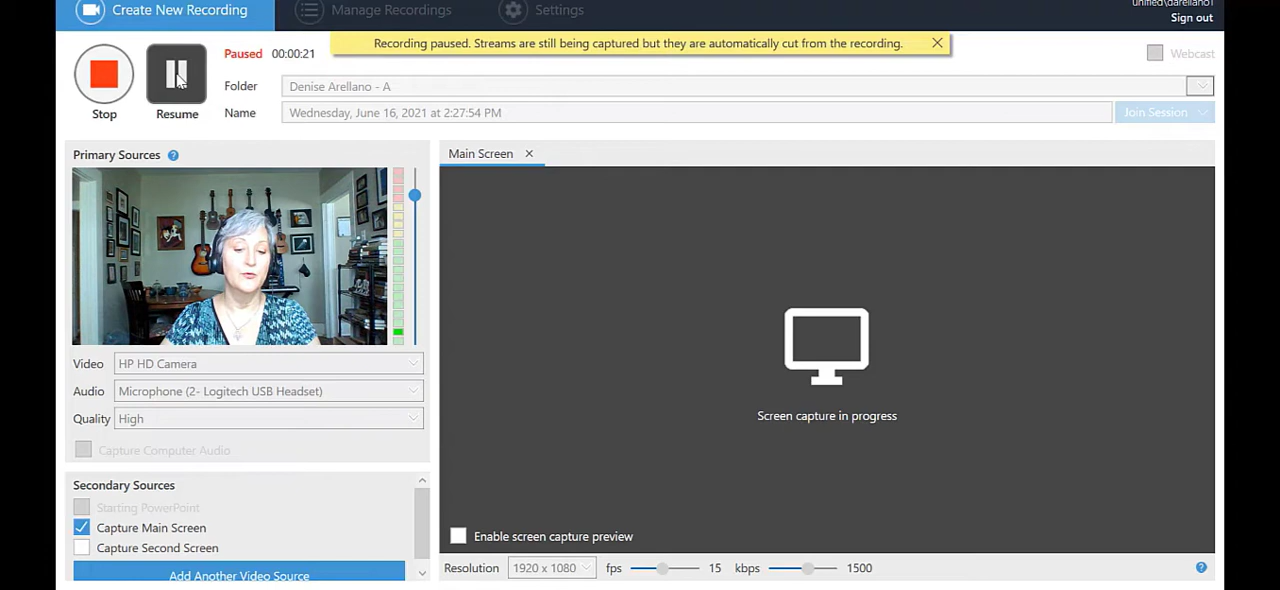 Create New Recording
Manage Recordings
Settings
unified\darellano1
Sign out
Paused 00:00:21
Recording paused. Streams are still being captured but they are automatically cut from the recording.
Webcast
Folder Denise Arellano - A
Stop
Resume
Name Wednesday, June 16, 2021 at 2:27:54 PM
Join Session
Primary Sources ?
Main Screen
Video HP HD Camera
Audio Microphone (2- Logitech USB Headset)
Quality High
Capture Computer Audio
Screen capture in progress
Secondary Sources
Starting PowerPoint
Capture Main Screen
Capture Second Screen
Add Another Video Source
Enable screen capture preview
Resolution 1920 x 1080 fps 15 kbps 1500 ?